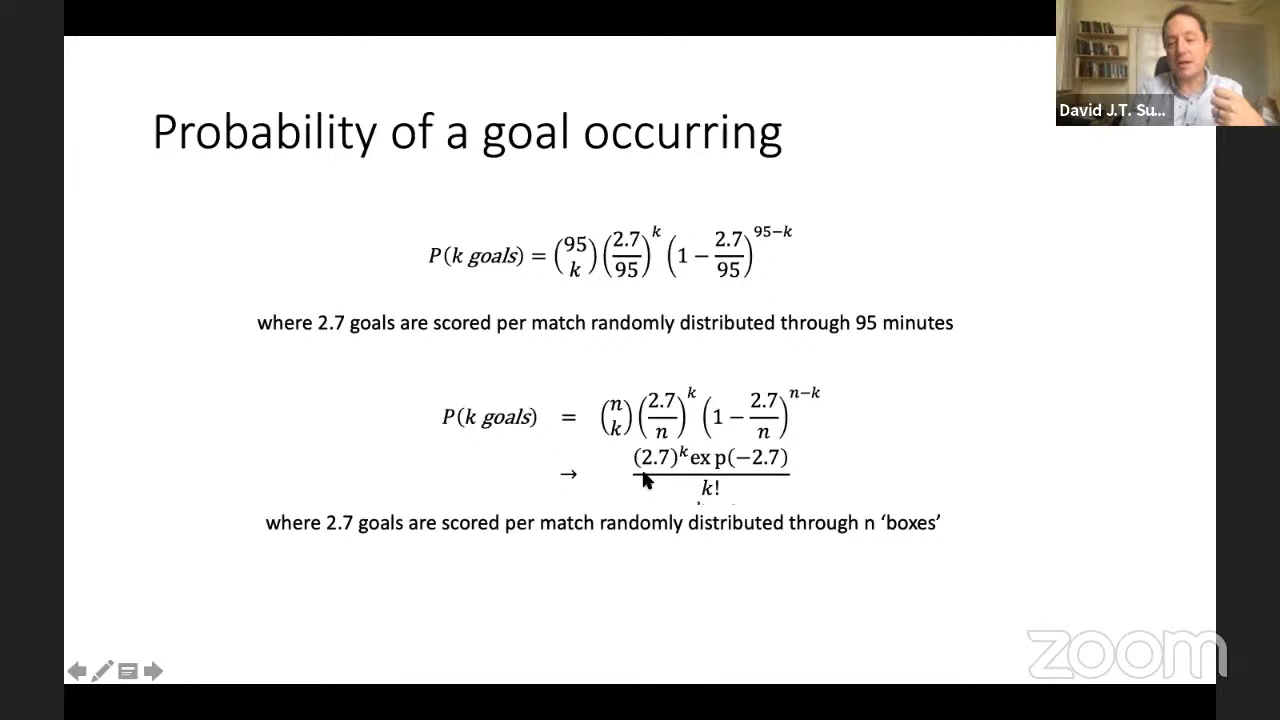 David J.T. Su...
Probability of a goal occurring
P(k goals) = (95 k) (2.7/95)^k (1 − 2.7/95)^95−k
where 2.7 goals are scored per match randomly distributed through 95 minutes
P(k goals) = (n k) (2.7/n)^k (1 − 2.7/n)^n−k
→ (2.7)^k ex p(−2.7) / k!
where 2.7 goals are scored per match randomly distributed through n ‘boxes’
zoom